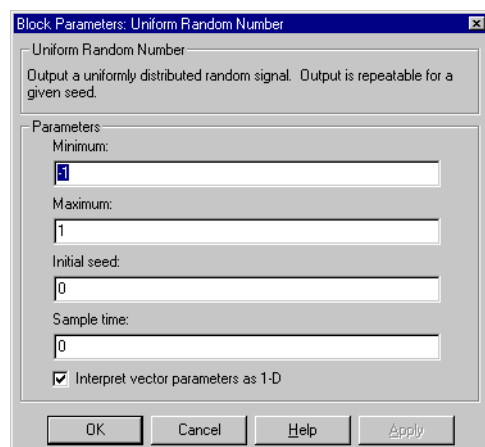 Block Parameters: Uniform Random Number
Uniform Random Number
Output a uniformly distributed random signal. Output is repeatable for a
given seed.
Parameters
Minimum:
-1
Maximum:
1
Initial seed:
0
Sample time:
0
Interpret vector parameters as 1-D
OK Cancel Help Apply